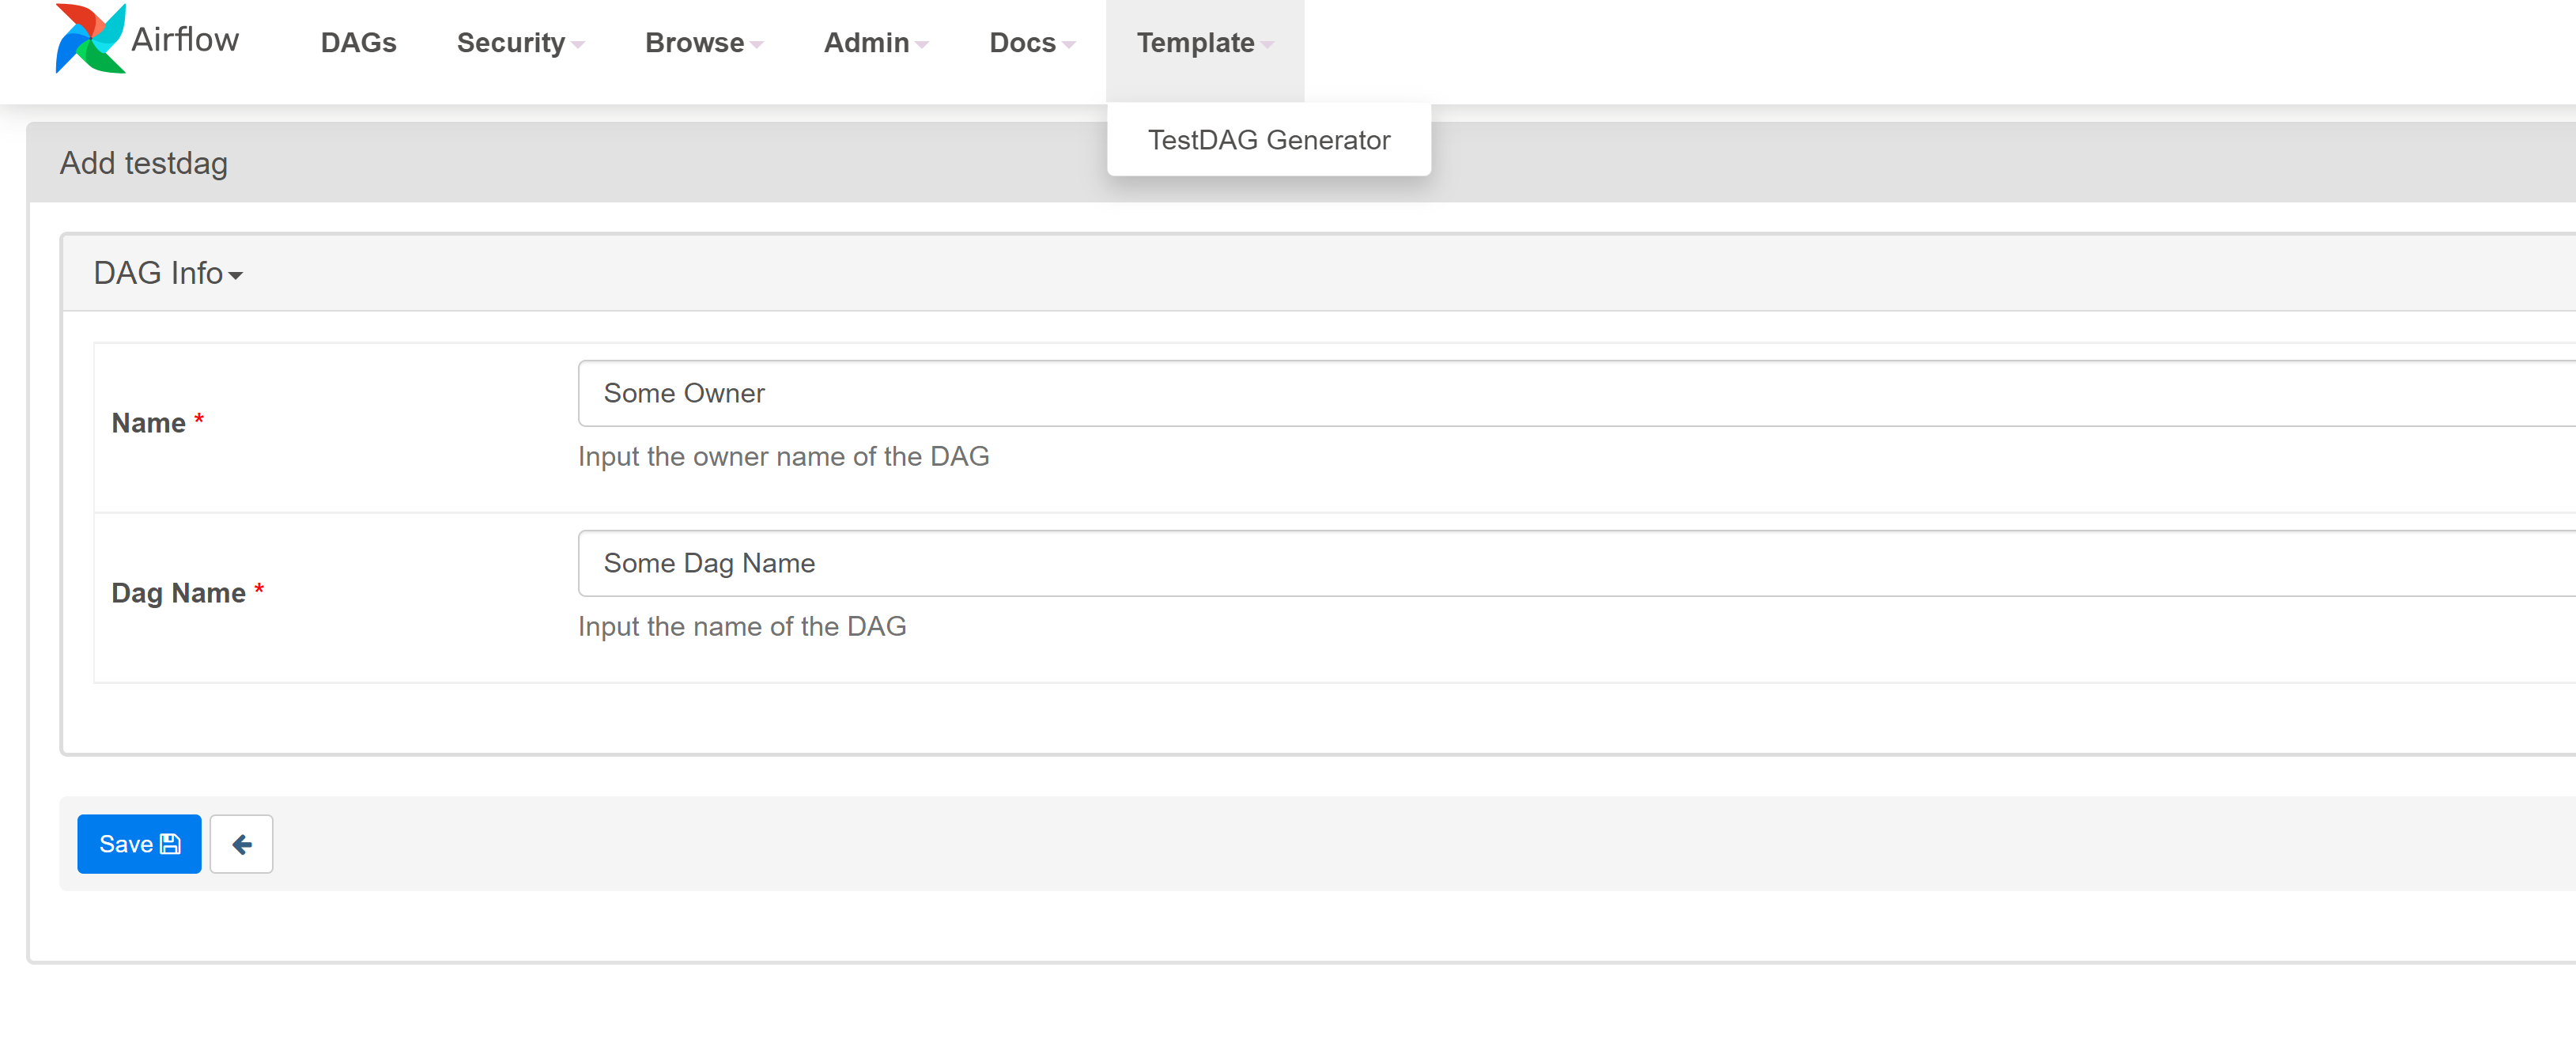 Airflow DAGs Security Browse Admin Docs Template
TestDAG Generator
Add testdag
DAG Info
Name * Some Owner
Input the owner name of the DAG
Dag Name * Some Dag Name
Input the name of the DAG
Save